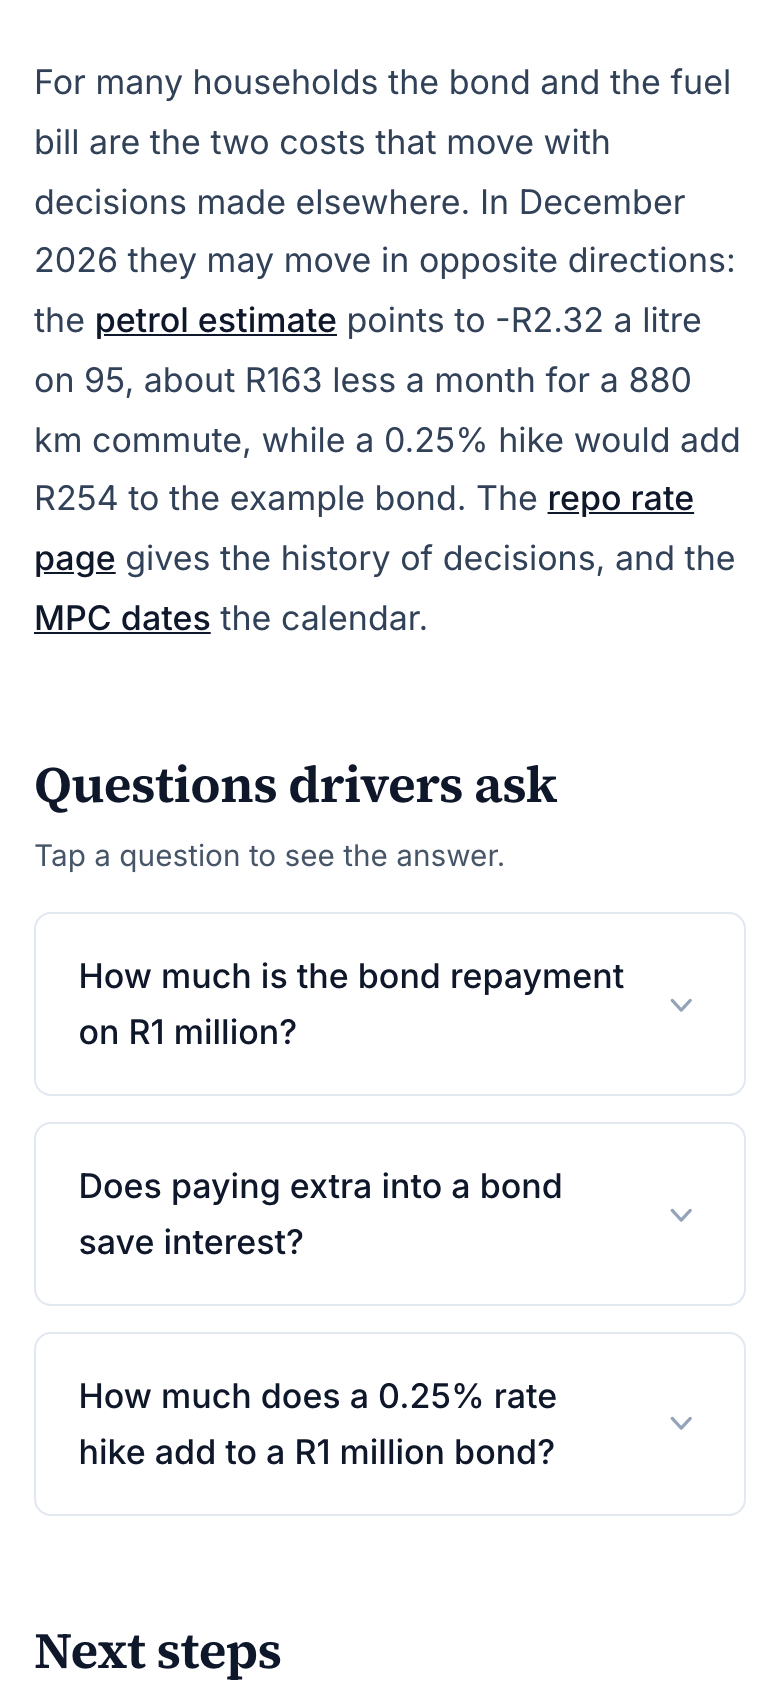 For many households the bond and the fuel
bill are the two costs that move with
decisions made elsewhere. In December
2026 they may move in opposite directions:
the petrol estimate points to -R2.32 a litre
on 95, about R163 less a month for a 880
km commute, while a 0.25% hike would add
R254 to the example bond. The repo rate
page gives the history of decisions, and the
MPC dates the calendar.
Questions drivers ask
Tap a question to see the answer.
How much is the bond repayment
on R1 million?
Does paying extra into a bond
save interest?
How much does a 0.25% rate
hike add to a R1 million bond?
Next steps